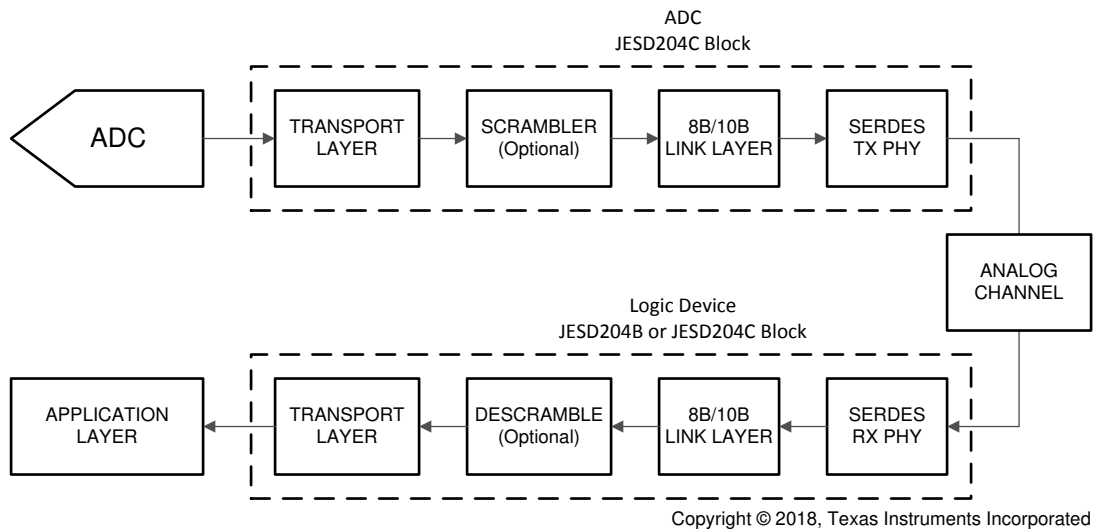 ADC
JESD204C Block
ADC
TRANSPORT
LAYER
SCRAMBLER
(Optional)
8B/10B
LINK LAYER
SERDES
TX PHY
ANALOG
CHANNEL
Logic Device
JESD204B or JESD204C Block
APPLICATION
LAYER
TRANSPORT
LAYER
DESCRAMBLE
(Optional)
8B/10B
LINK LAYER
SERDES
RX PHY
Copyright © 2018, Texas Instruments Incorporated